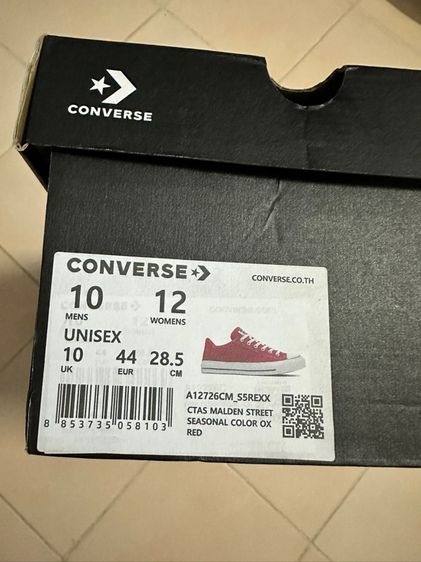 CONVERSE
CONVERSE
CONVERSE.CO.TH
10 12
MENS WOMENS
UNISEX
10 44 28.5
UK EUR CM
A12726CM_S5REXX
CTAS MALDEN STREET
SEASONAL COLOR OX
RED
8 853735 058103